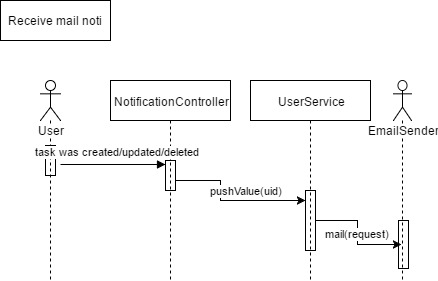 Receive mail noti
NotificationController
UserService
User
EmailSender
task was created/updated/deleted
pushValue(uid)
mail(request)